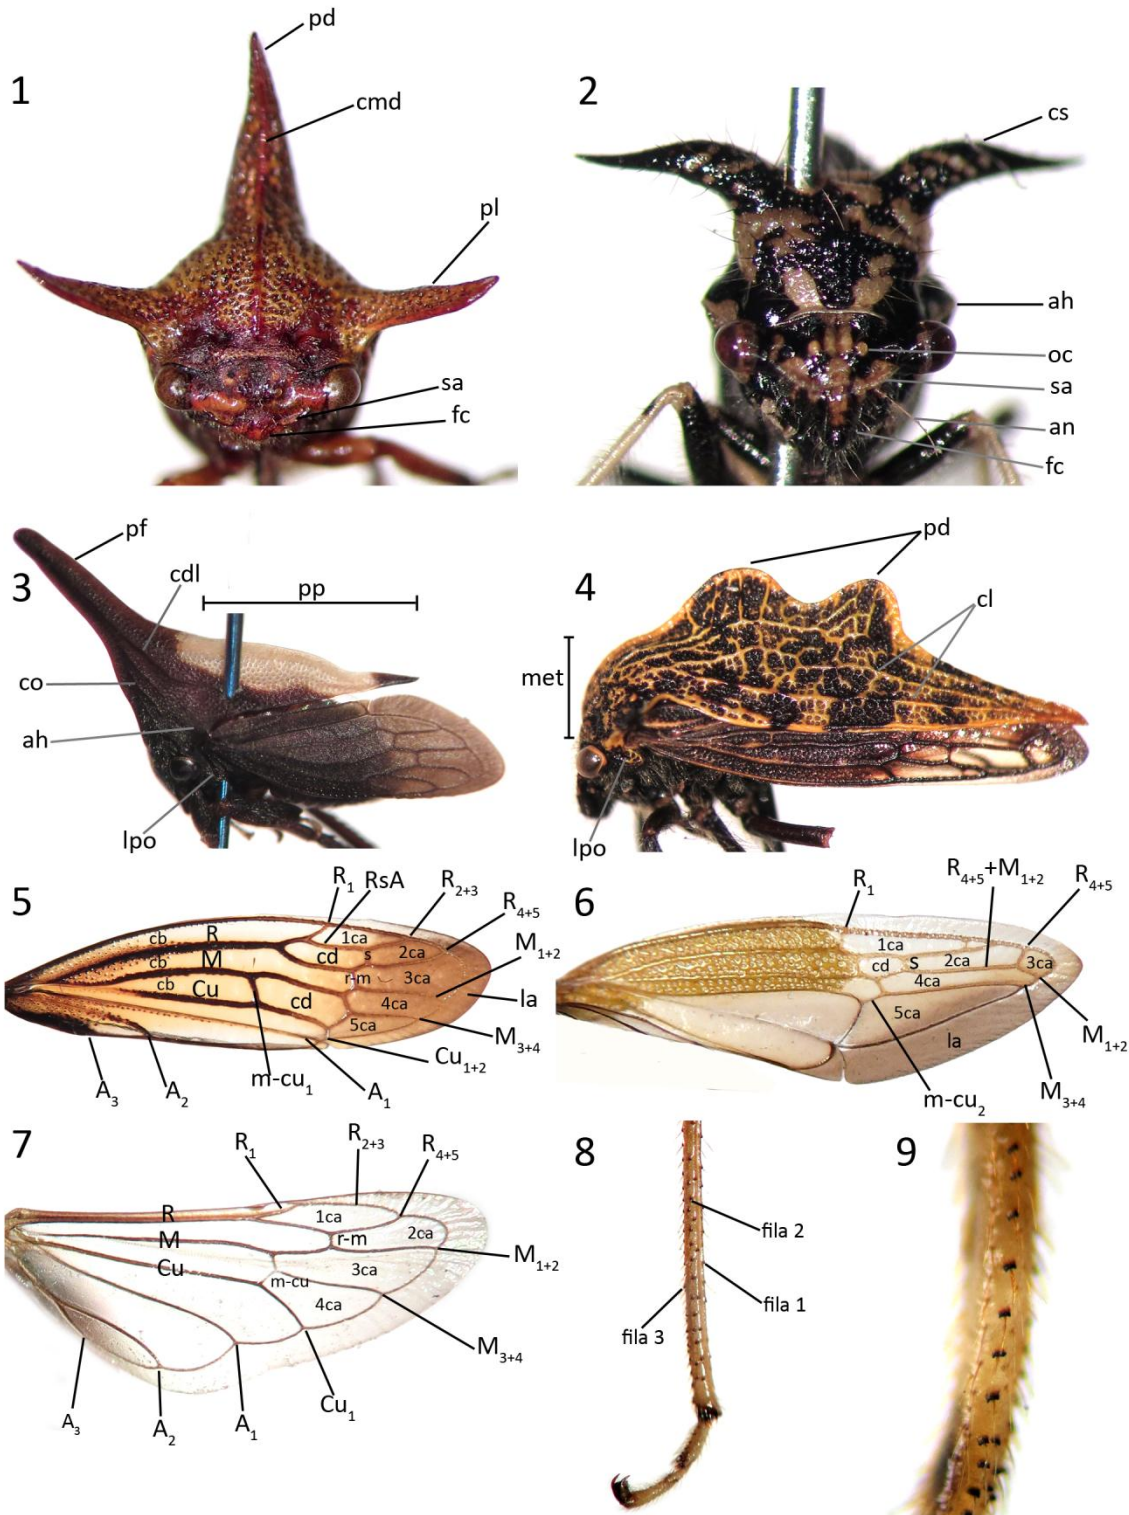 1
pd
cmd
pl
sa
fc
2
cs
ah
oc
sa
an
fc
3
pf
cdl
pp
co
ah
lpo
4
pd
cl
met
lpo
5
R₁
RsA
R₂₊₃
R₄₊₅
M₁₊₂
la
M₃₊₄
Cu₁₊₂
A₁
m-cu₁
A₂
A₃
cb
R
cb
M
cb
Cu
cd
cd
1ca
s
2ca
r-m
3ca
4ca
5ca
6
R₁
R₄₊₅+M₁₊₂
R₄₊₅
1ca
cd
s
2ca
3ca
4ca
5ca
la
M₁₊₂
M₃₊₄
m-cu₂
7
R₁
R₂₊₃
R₄₊₅
R
M
Cu
1ca
r-m
2ca
m-cu
3ca
4ca
M₁₊₂
M₃₊₄
Cu₁
A₁
A₂
A₃
8
fila 2
fila 1
fila 3
9